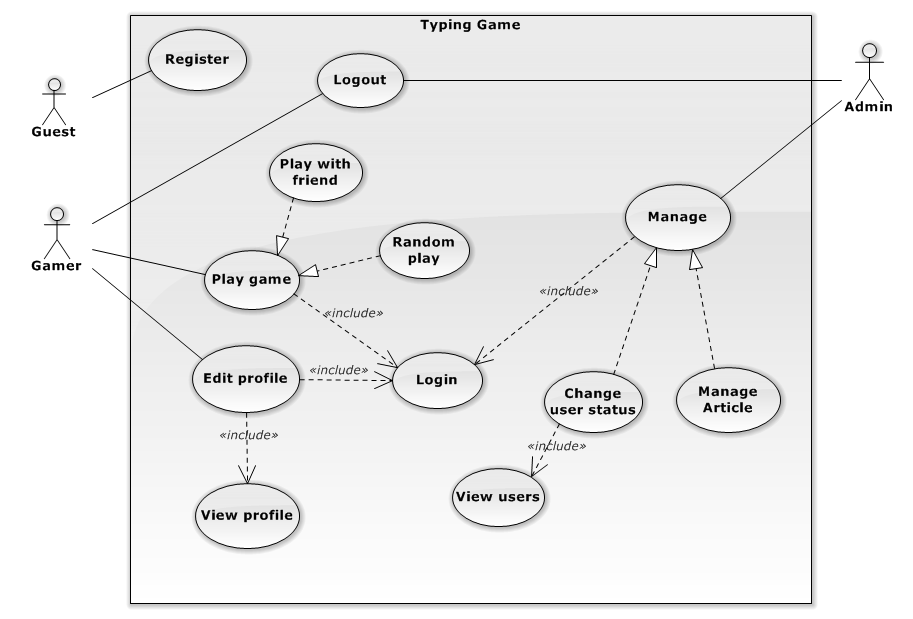 Typing Game
Register
Logout
Guest
Admin
Play with
friend
Manage
Random
play
Gamer
Play game
«include»
«include»
«include»
Edit profile
Login
Change
user status
Manage
Article
«include»
«include»
View users
View profile